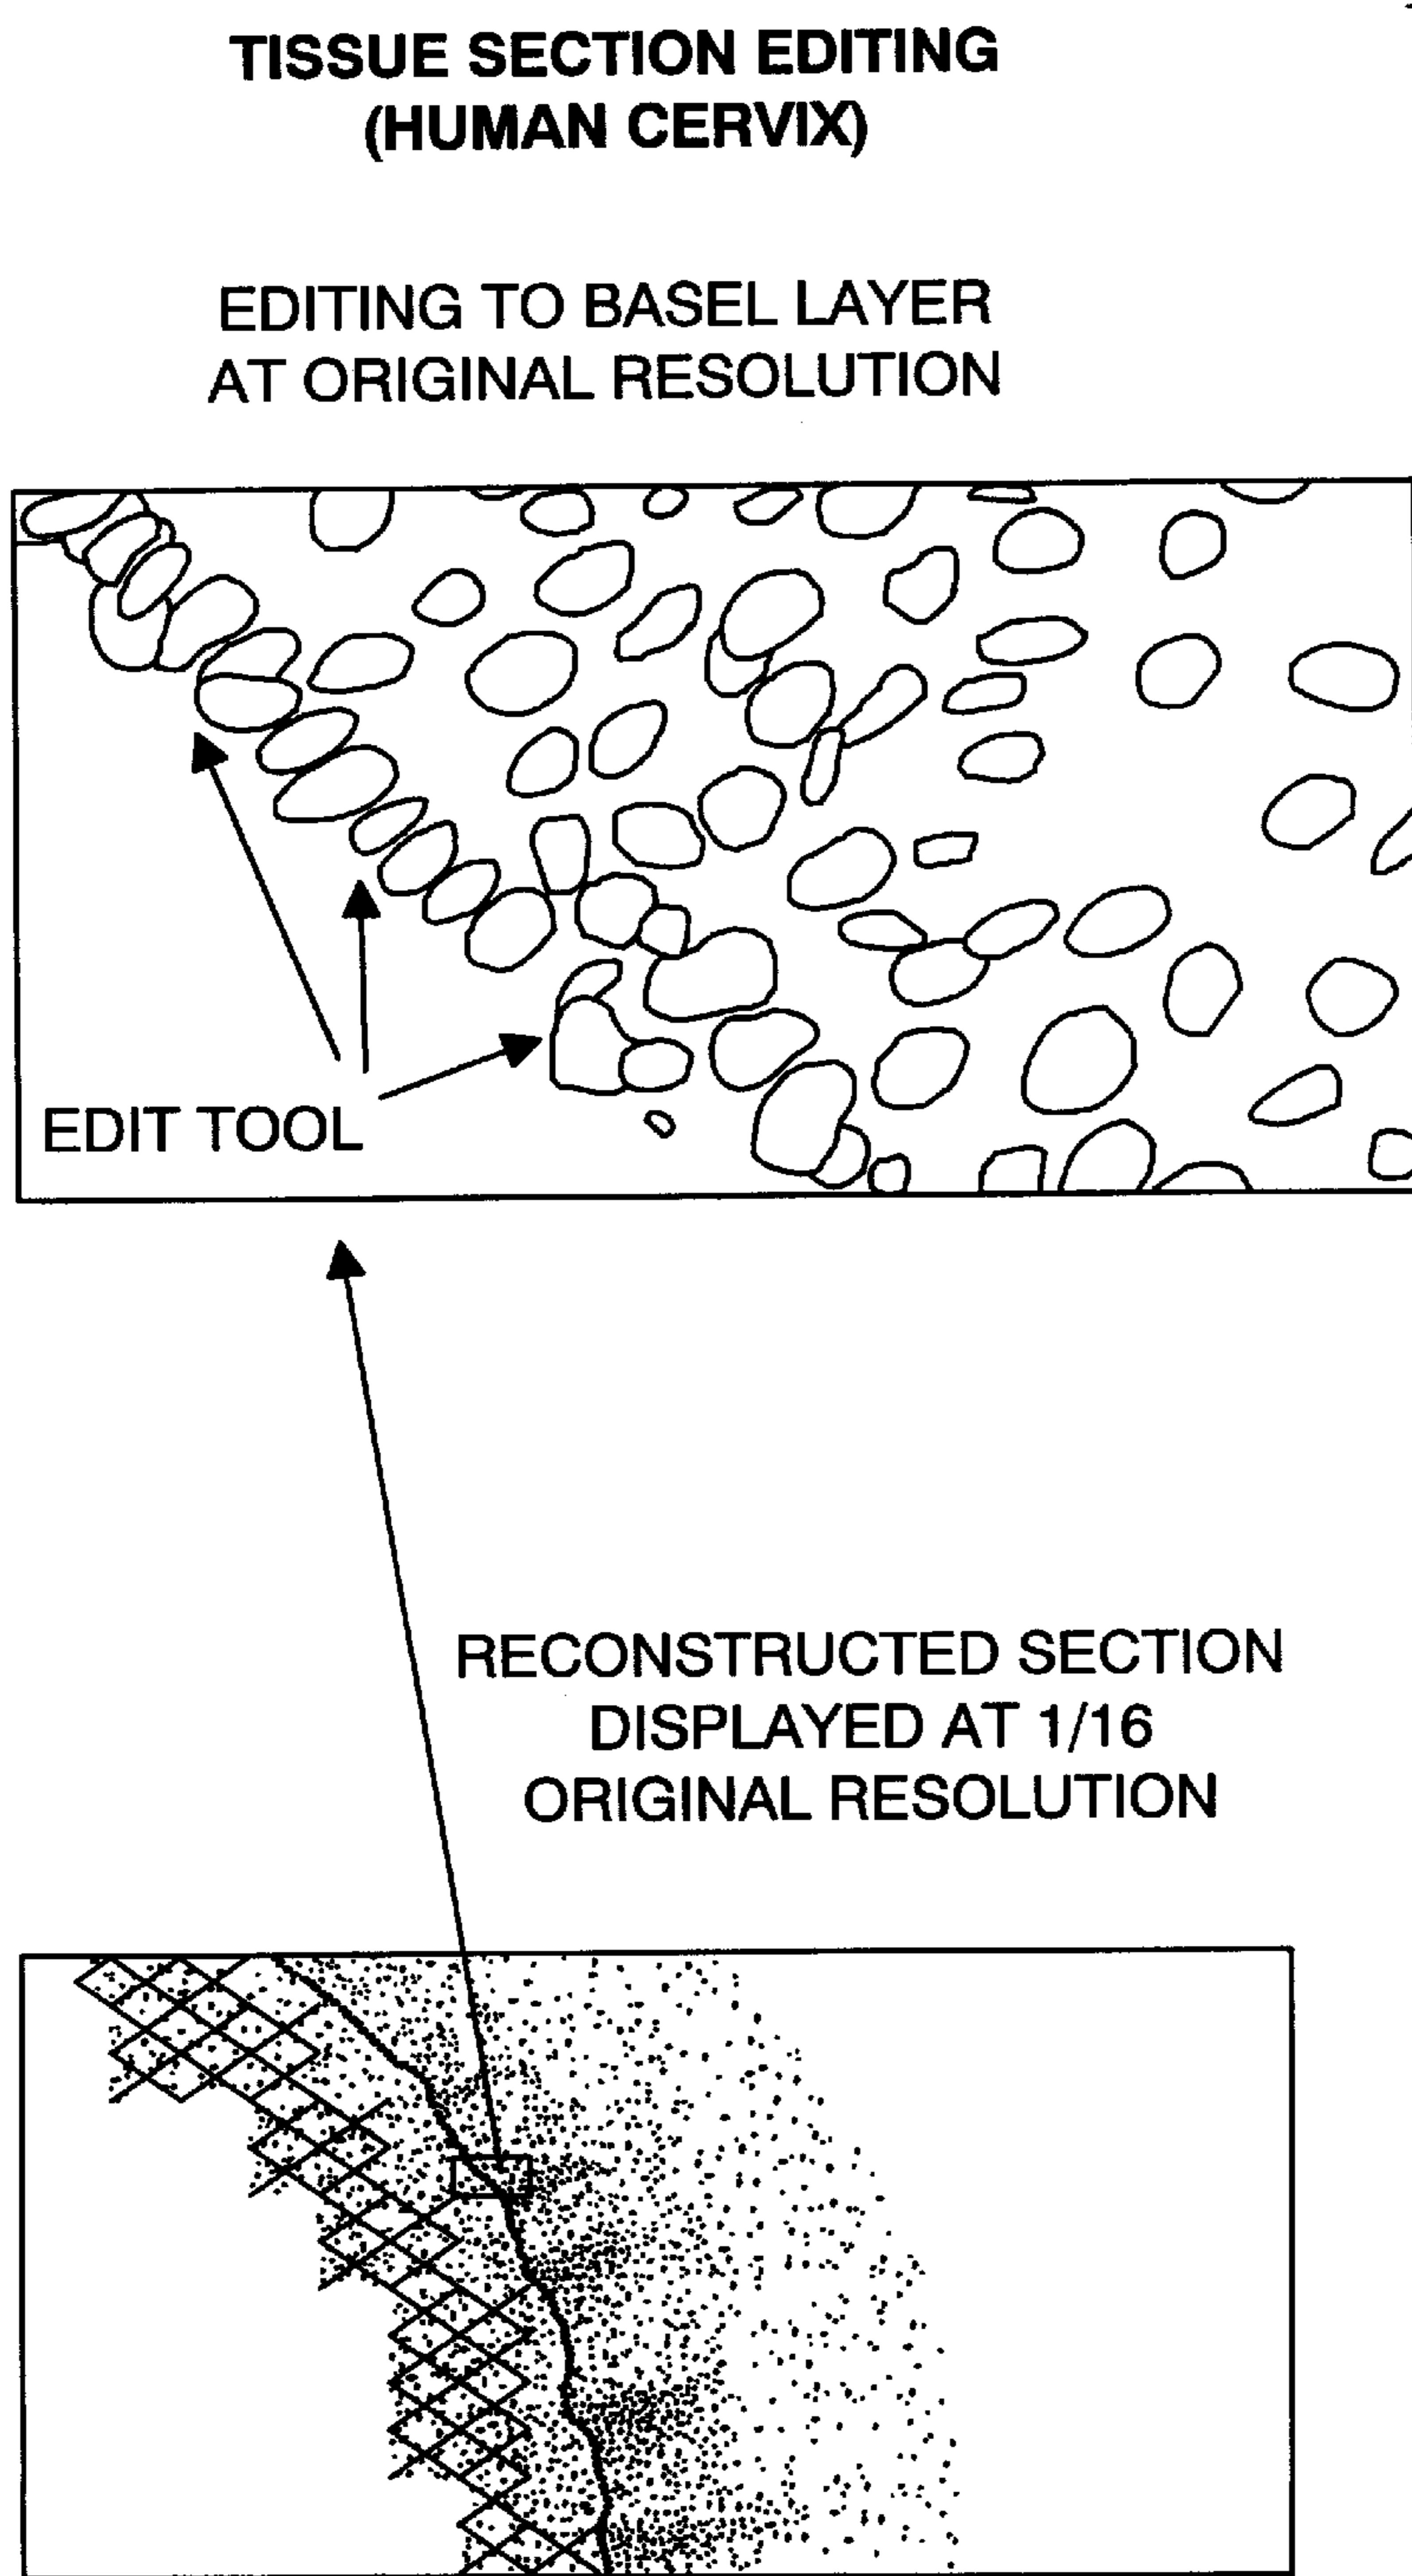 TISSUE SECTION EDITING
(HUMAN CERVIX)
EDITING TO BASEL LAYER
AT ORIGINAL RESOLUTION
EDIT TOOL
RECONSTRUCTED SECTION
DISPLAYED AT 1/16
ORIGINAL RESOLUTION